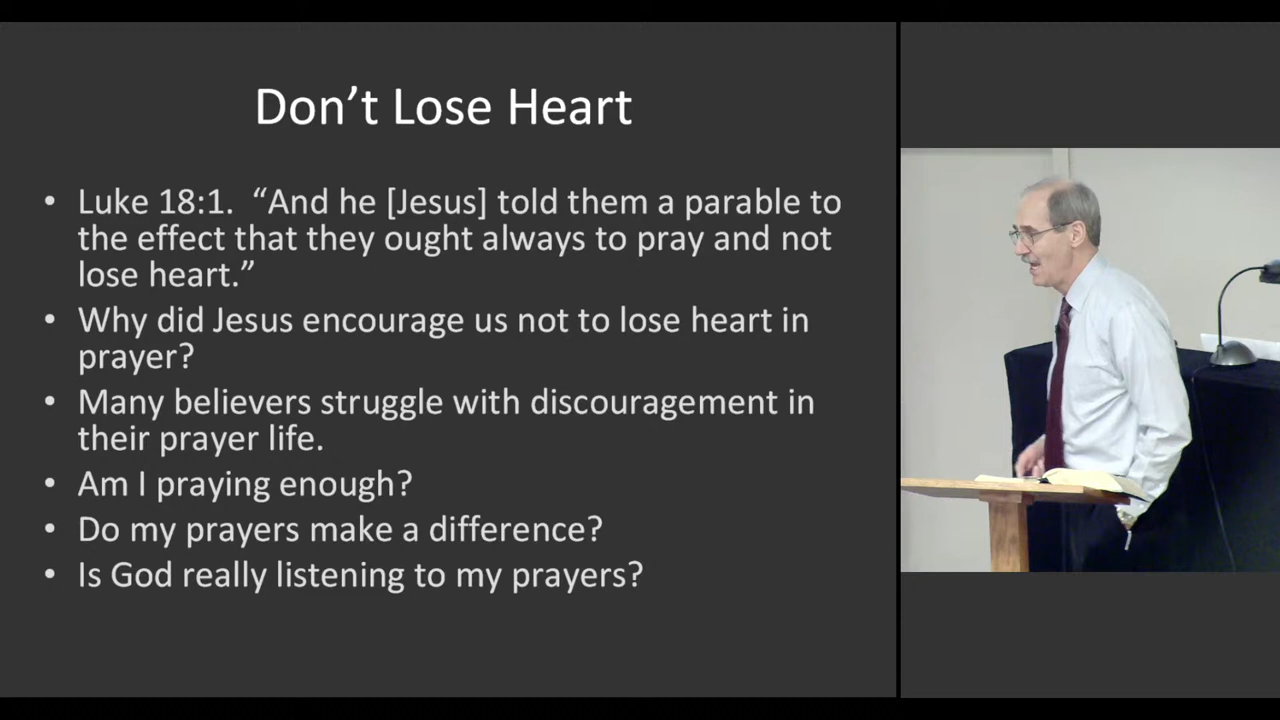 Don’t Lose Heart
• Luke 18:1.  “And he [Jesus] told them a parable to
the effect that they ought always to pray and not
lose heart.”
• Why did Jesus encourage us not to lose heart in
prayer?
• Many believers struggle with discouragement in
their prayer life.
• Am I praying enough?
• Do my prayers make a difference?
• Is God really listening to my prayers?